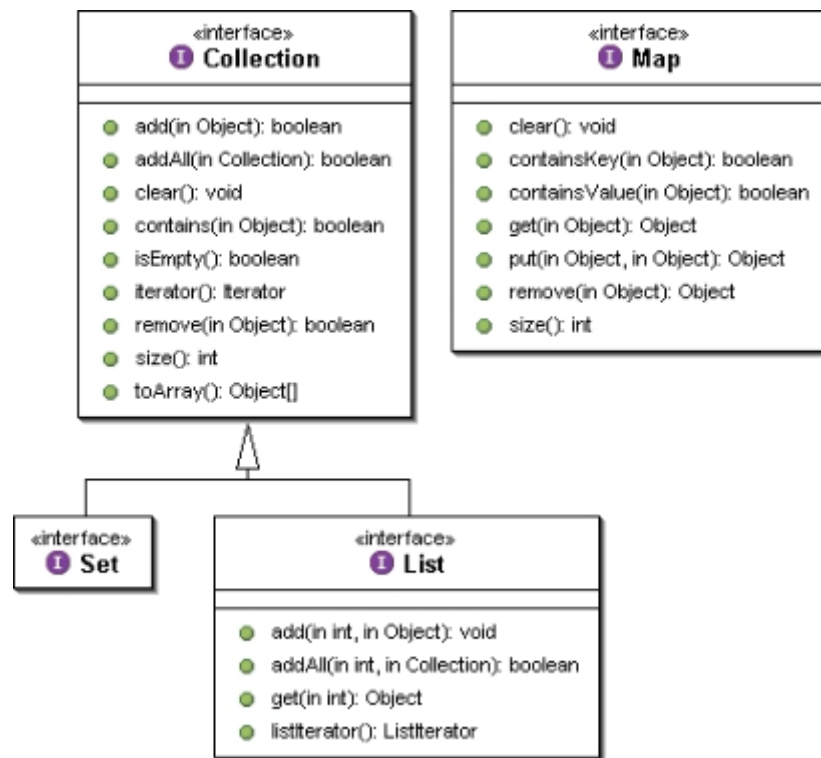 «interface»
I Collection
add(in Object): boolean
addAll(in Collection): boolean
clear(): void
contains(in Object): boolean
isEmpty(): boolean
iterator(): Iterator
remove(in Object): boolean
size(): int
toArray(): Object[]
«interface»
I Map
clear(): void
containsKey(in Object): boolean
containsValue(in Object): boolean
get(in Object): Object
put(in Object, in Object): Object
remove(in Object): Object
size(): int
«interface»
I Set
«interface»
I List
add(in int, in Object): void
addAll(in int, in Collection): boolean
get(in int): Object
listIterator(): ListIterator